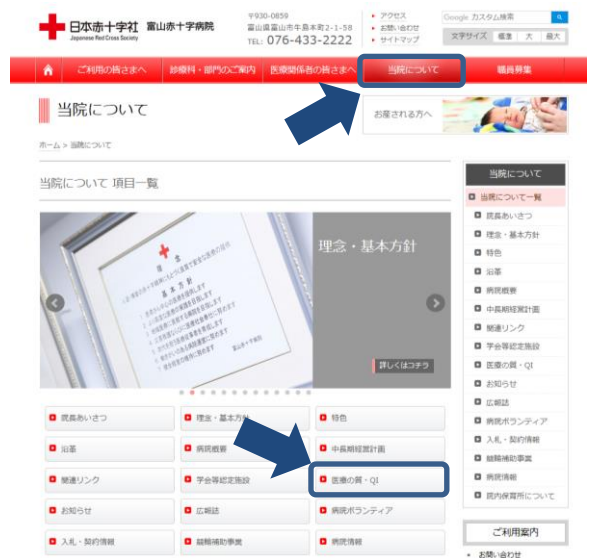 日本赤十字社 富山赤十字病院
Japanese Red Cross Society
〒930-0859
富山県富山市牛島本町2-1-58
TEL: 076-433-2222
アクセス
お問い合わせ
サイトマップ
Google カスタム検索
文字サイズ 標準 大 最大
ご利用の皆さまへ 診療科・部門のご案内 医療関係者の皆さまへ 当院について 職員募集
当院について
お産される方へ
ホーム > 当院について
当院について 項目一覧
理念・基本方針
詳しくはコチラ
理念
基本方針
富山赤十字病院
院長あいさつ
理念・基本方
特色
沿革
病院概要
中長期経営計画
関連リンク
学会等認定施設
医療の質・QI
お知らせ
広報誌
病院ボランティア
入札・契約情報
競輪補助事業
病院情報
当院について
当院について一覧
院長あいさつ
理念・基本方針
特色
沿革
病院概要
中長期経営計画
関連リンク
学会等認定施設
医療の質・QI
お知らせ
広報誌
病院ボランティア
入札・契約情報
競輪補助事業
病院情報
院内保育所について
ご利用案内
お問い合わせ